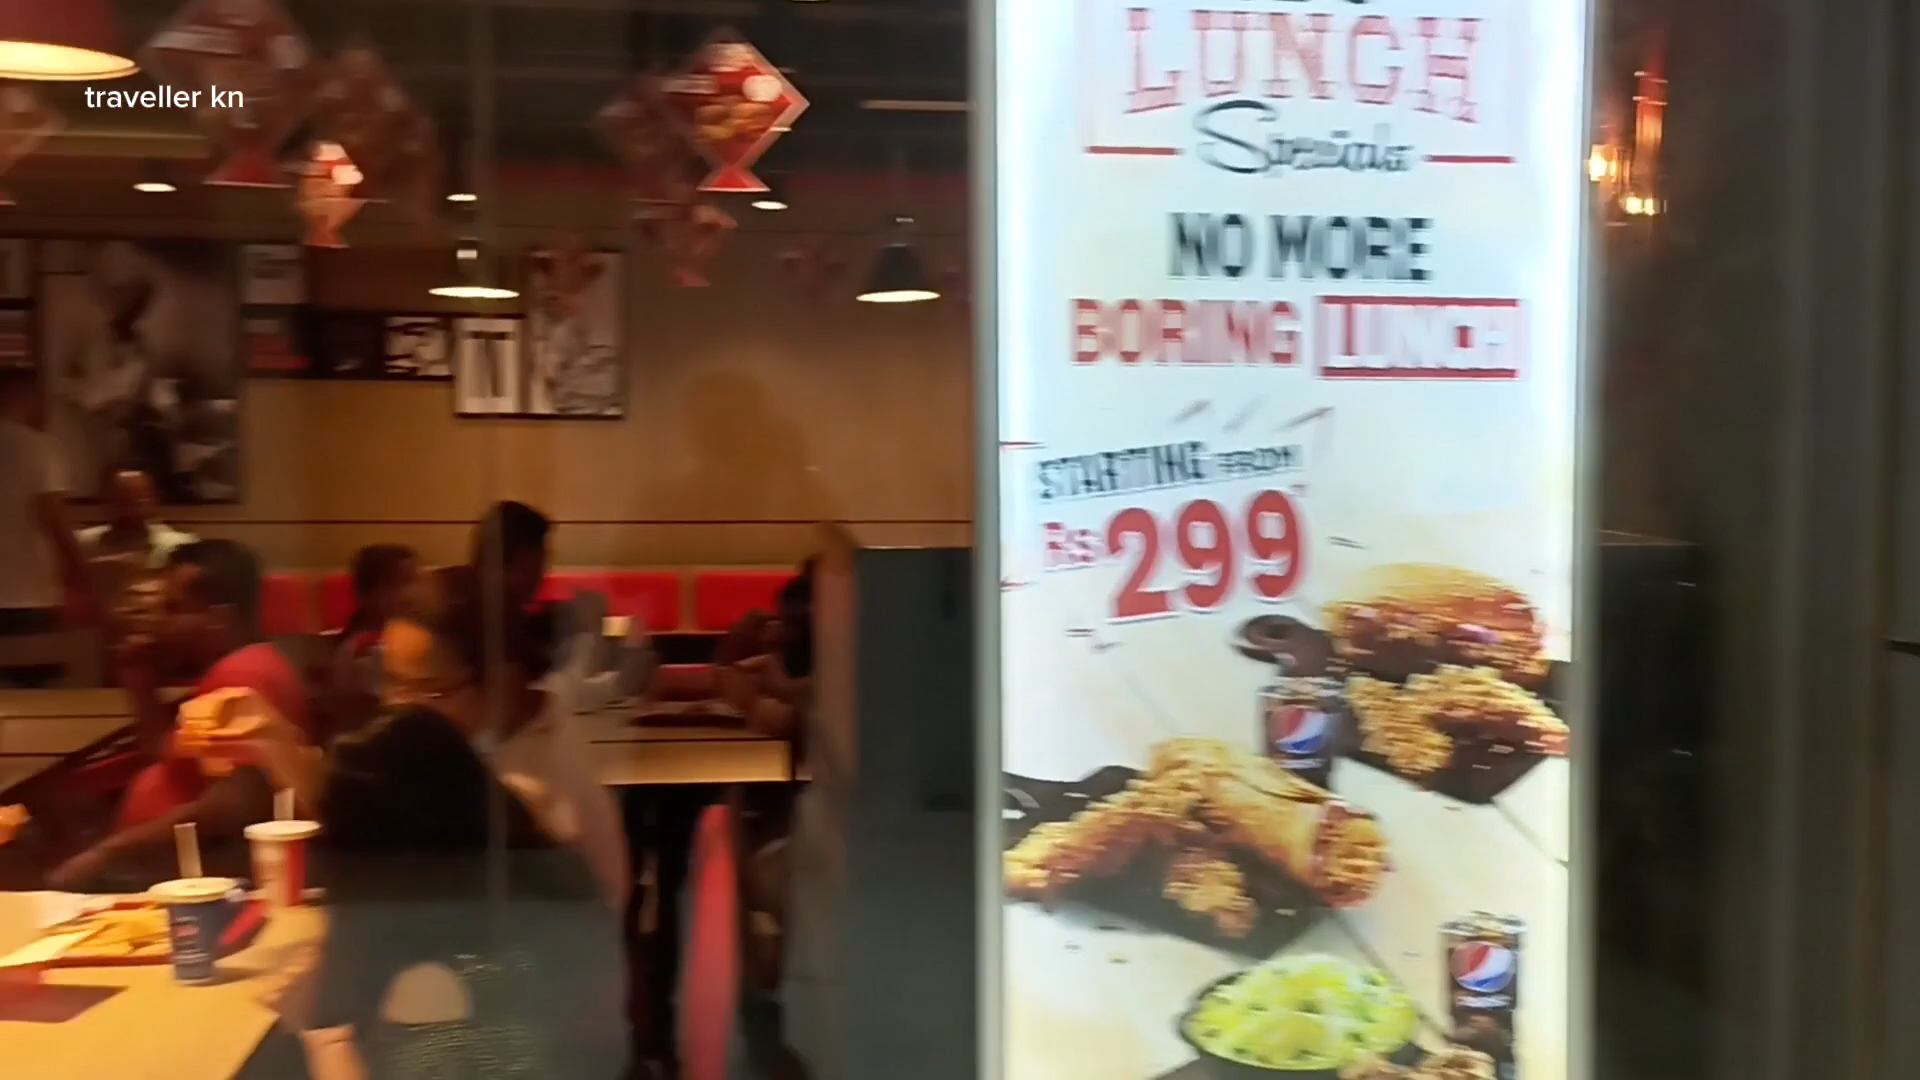 traveller kn
LUNCH
Specials
NO MORE
BORING LUNCH
STARTING FROM
Rs 299